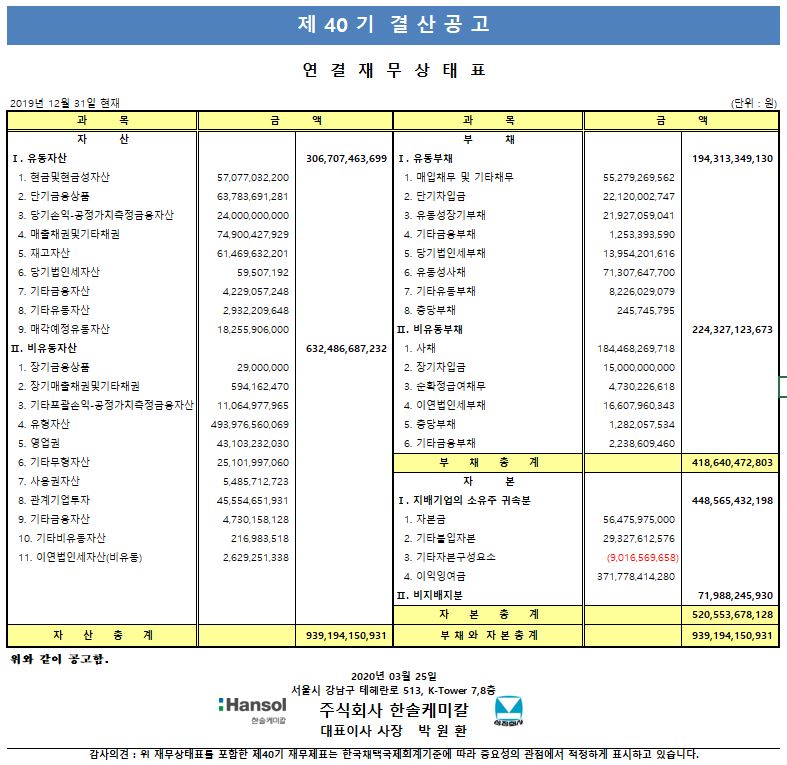 제 40 기 결 산 공 고
연 결 재 무 상 태 표
2019년 12월 31일 현재 (단위 : 원)
과 목 금 액 과 목 금 액
자 산 부 채
Ⅰ. 유동자산 306,707,463,699 Ⅰ. 유동부채 194,313,349,130
1. 현금및현금성자산 57,077,032,200 1. 매입채무 및 기타채무 55,279,269,562
2. 단기금융상품 63,783,691,281 2. 단기차입금 22,120,002,747
3. 당기손익-공정가치측정금융자산 24,000,000,000 3. 유동성장기부채 21,927,059,041
4. 매출채권및기타채권 74,900,427,929 4. 기타금융부채 1,253,393,590
5. 재고자산 61,469,632,201 5. 당기법인세부채 13,954,201,616
6. 당기법인세자산 59,507,192 6. 유동성사채 71,307,647,700
7. 기타금융자산 4,229,057,248 7. 기타유동부채 8,226,029,079
8. 기타유동자산 2,932,209,648 8. 충당부채 245,745,795
9. 매각예정유동자산 18,255,906,000 Ⅱ. 비유동부채 224,327,123,673
Ⅱ. 비유동자산 632,486,687,232 1. 사채 184,468,269,718
1. 장기금융상품 29,000,000 2. 장기차입금 15,000,000,000
2. 장기매출채권및기타채권 594,162,470 3. 순확정급여채무 4,730,226,618
3. 기타포괄손익-공정가치측정금융자산 11,064,977,965 4. 이연법인세부채 16,607,960,343
4. 유형자산 493,976,560,069 5. 충당부채 1,282,057,534
5. 영업권 43,103,232,030 6. 기타금융부채 2,238,609,460
6. 기타무형자산 25,101,997,060 부 채 총 계 418,640,472,803
7. 사용권자산 5,485,712,723 자 본
8. 관계기업투자 45,554,651,931 Ⅰ. 지배기업의 소유주 귀속분 448,565,432,198
9. 기타금융자산 4,730,158,128 1. 자본금 56,475,975,000
10. 기타비유동자산 216,983,518 2. 기타불입자본 29,327,612,576
11. 이연법인세자산(비유동) 2,629,251,338 3. 기타자본구성요소 (9,016,569,658)
4. 이익잉여금 371,778,414,280
Ⅱ. 비지배지분 71,988,245,930
자 본 총 계 520,553,678,128
자 산 총 계 939,194,150,931 부 채 와 자 본 총 계 939,194,150,931
위와 같이 공고함.
2020년 03월 25일
서울시 강남구 테헤란로 513, K-Tower 7,8층
Hansol 주식회사 한솔케미칼
한솔케미칼
대표이사 사장 박 원 환
감사의견 : 위 재무상태표를 포함한 제40기 재무제표는 한국채택국제회계기준에 따라 중요성의 관점에서 적정하게 표시하고 있습니다.